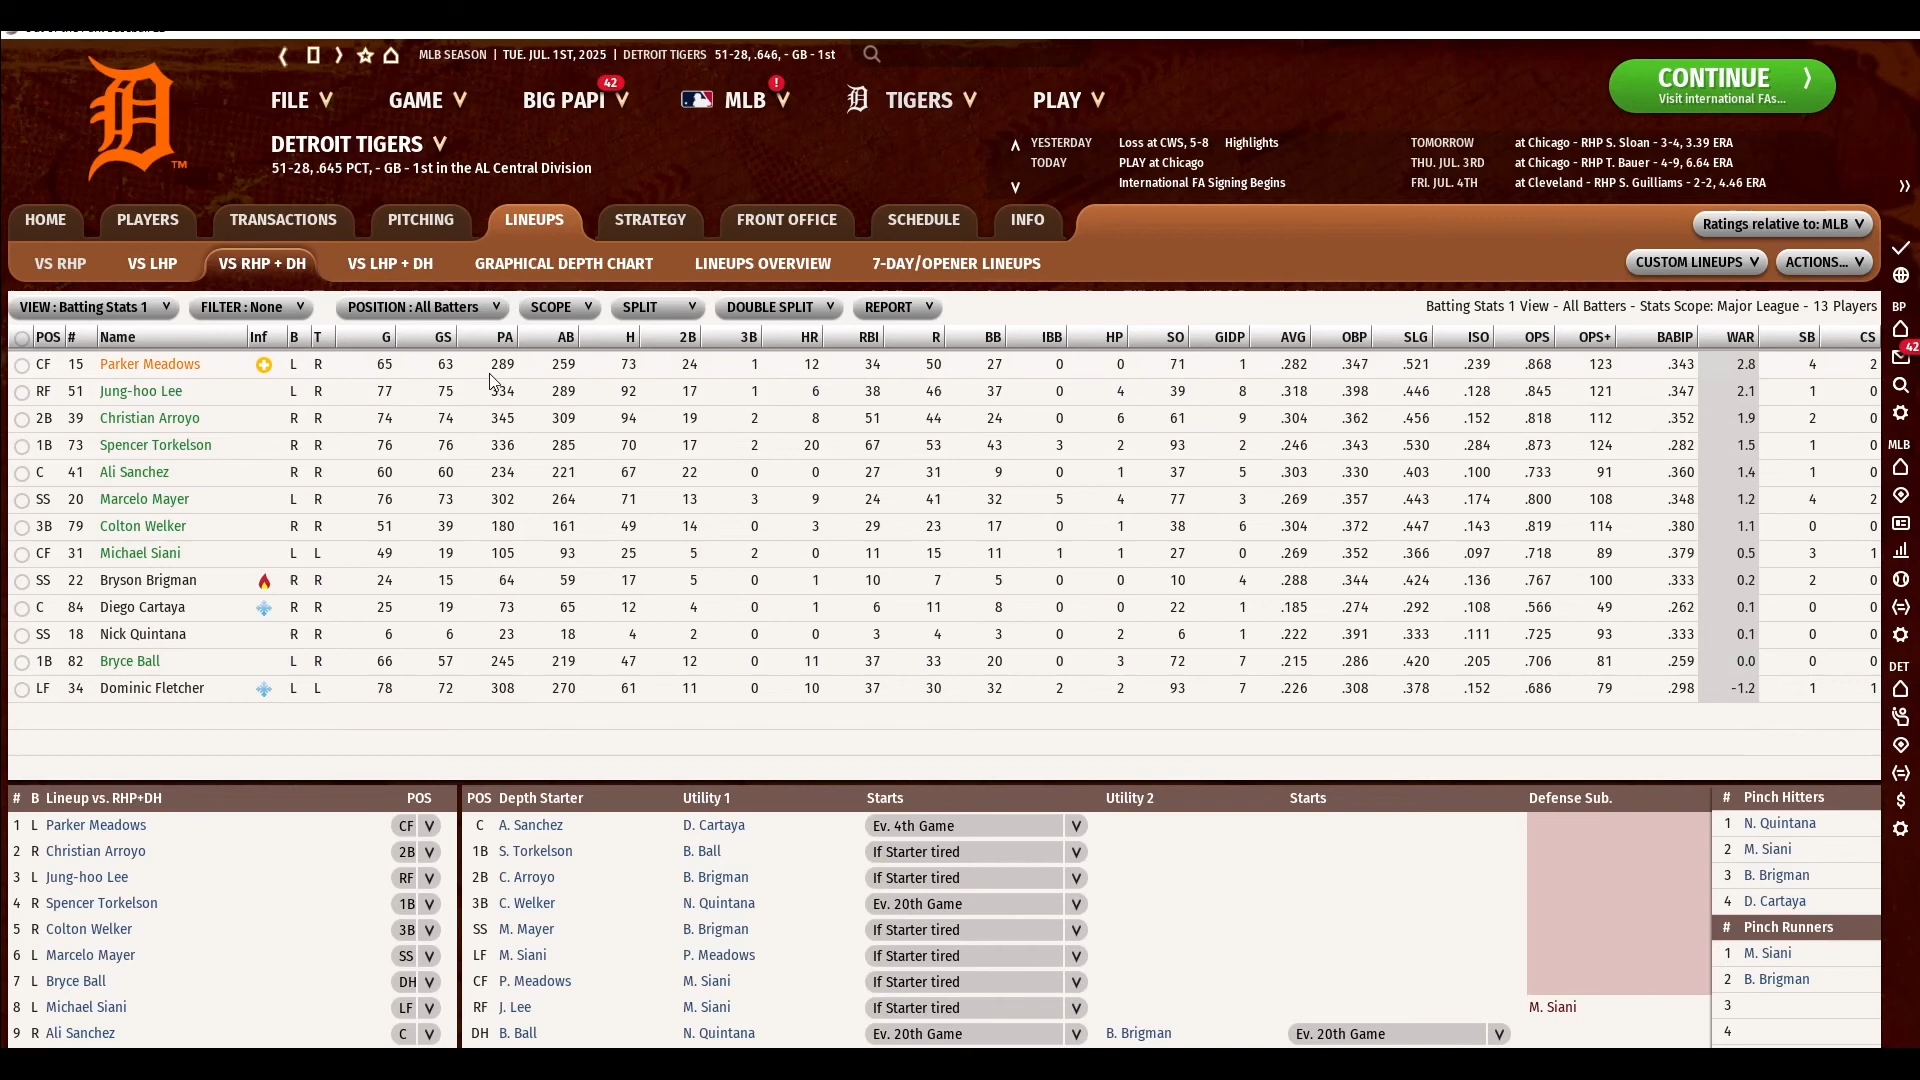 MLB SEASON | TUE. JUL. 1ST, 2025 | DETROIT TIGERS 51-28, .646, - GB - 1st
FILE GAME BIG PAPI 42 MLB ! TIGERS PLAY
CONTINUE
Visit international FAs...
DETROIT TIGERS
51-28, .645 PCT, - GB - 1st in the AL Central Division
YESTERDAY Loss at CWS, 5-8 Highlights TOMORROW at Chicago - RHP S. Sloan - 3-4, 3.39 ERA
TODAY PLAY at Chicago THU. JUL. 3RD at Chicago - RHP T. Bauer - 4-9, 6.64 ERA
International FA Signing Begins FRI. JUL. 4TH at Cleveland - RHP S. Guilliams - 2-2, 4.46 ERA
HOME PLAYERS TRANSACTIONS PITCHING LINEUPS STRATEGY FRONT OFFICE SCHEDULE INFO Ratings relative to: MLB
VS RHP VS LHP VS RHP + DH VS LHP + DH GRAPHICAL DEPTH CHART LINEUPS OVERVIEW 7-DAY/OPENER LINEUPS CUSTOM LINEUPS ACTIONS...
VIEW : Batting Stats 1 FILTER : None POSITION : All Batters SCOPE SPLIT DOUBLE SPLIT REPORT Batting Stats 1 View - All Batters - Stats Scope: Major League - 13 Players
POS # Name Inf B T G GS PA AB H 2B 3B HR RBI R BB IBB HP SO GIDP AVG OBP SLG ISO OPS OPS+ BABIP WAR SB CS
CF 15 Parker Meadows L R 65 63 289 259 73 24 1 12 34 50 27 0 0 71 1 .282 .347 .521 .239 .868 123 .343 2.8 4 2
RF 51 Jung-hoo Lee L R 77 75 334 289 92 17 1 6 38 46 37 0 4 39 8 .318 .398 .446 .128 .845 121 .347 2.1 1 0
2B 39 Christian Arroyo R R 74 74 345 309 94 19 2 8 51 44 24 0 6 61 9 .304 .362 .456 .152 .818 112 .352 1.9 2 0
1B 73 Spencer Torkelson R R 76 76 336 285 70 17 2 20 67 53 43 3 2 93 2 .246 .343 .530 .284 .873 124 .282 1.5 1 0
C 41 Ali Sanchez R R 60 60 234 221 67 22 0 0 27 31 9 0 1 37 5 .303 .330 .403 .100 .733 91 .360 1.4 1 0
SS 20 Marcelo Mayer L R 76 73 302 264 71 13 3 9 24 41 32 5 4 77 3 .269 .357 .443 .174 .800 108 .348 1.2 4 2
3B 79 Colton Welker R R 51 39 180 161 49 14 0 3 29 23 17 0 1 38 6 .304 .372 .447 .143 .819 114 .380 1.1 0 0
CF 31 Michael Siani L L 49 19 105 93 25 5 2 0 11 15 11 1 1 27 0 .269 .352 .366 .097 .718 89 .379 0.5 3 1
SS 22 Bryson Brigman R R 24 15 64 59 17 5 0 1 10 7 5 0 0 10 4 .288 .344 .424 .136 .767 100 .333 0.2 2 0
C 84 Diego Cartaya R R 25 19 73 65 12 4 0 1 6 11 8 0 0 22 1 .185 .274 .292 .108 .566 49 .262 0.1 0 0
SS 18 Nick Quintana R R 6 6 23 18 4 2 0 0 3 4 3 0 2 6 1 .222 .391 .333 .111 .725 93 .333 0.1 0 0
1B 82 Bryce Ball L R 66 57 245 219 47 12 0 11 37 33 20 0 3 72 7 .215 .286 .420 .205 .706 81 .259 0.0 0 0
LF 34 Dominic Fletcher L L 78 72 308 270 61 11 0 10 37 30 32 2 2 93 7 .226 .308 .378 .152 .686 79 .298 -1.2 1 1
# B Lineup vs. RHP+DH POS
1 L Parker Meadows CF
2 R Christian Arroyo 2B
3 L Jung-hoo Lee RF
4 R Spencer Torkelson 1B
5 R Colton Welker 3B
6 L Marcelo Mayer SS
7 L Bryce Ball DH
8 L Michael Siani LF
9 R Ali Sanchez C
POS Depth Starter Utility 1 Starts Utility 2 Starts Defense Sub.
C A. Sanchez D. Cartaya Ev. 4th Game
1B S. Torkelson B. Ball If Starter tired
2B C. Arroyo B. Brigman If Starter tired
3B C. Welker N. Quintana Ev. 20th Game
SS M. Mayer B. Brigman If Starter tired
LF M. Siani P. Meadows If Starter tired
CF P. Meadows M. Siani If Starter tired
RF J. Lee M. Siani If Starter tired M. Siani
DH B. Ball N. Quintana Ev. 20th Game B. Brigman Ev. 20th Game
# Pinch Hitters
1 N. Quintana
2 M. Siani
3 B. Brigman
4 D. Cartaya
# Pinch Runners
1 M. Siani
2 B. Brigman
3
4
BP
42
MLB
DET